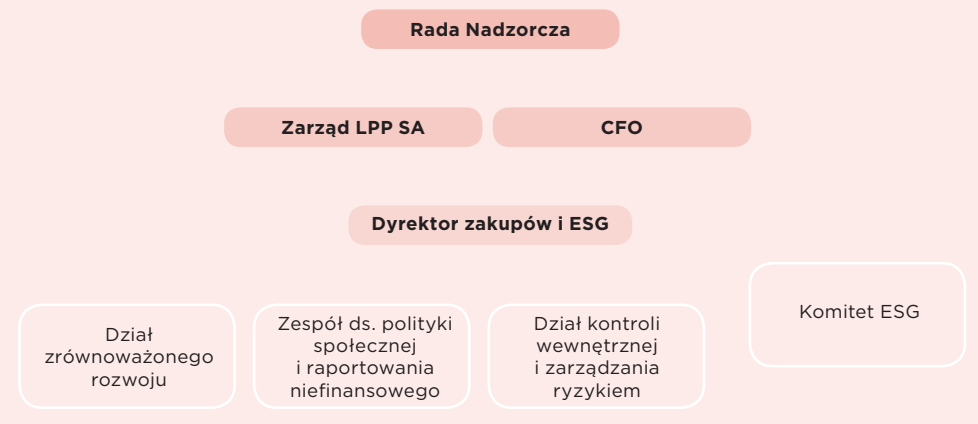 Rada Nadzorcza
Zarząd LPP SA
CFO
Dyrektor zakupów i ESG
Dział
zrównoważonego
rozwoju
Zespół ds. polityki
społecznej
i raportowania
niefinansowego
Dział kontroli
wewnętrznej
i zarządzania
ryzykiem
Komitet ESG